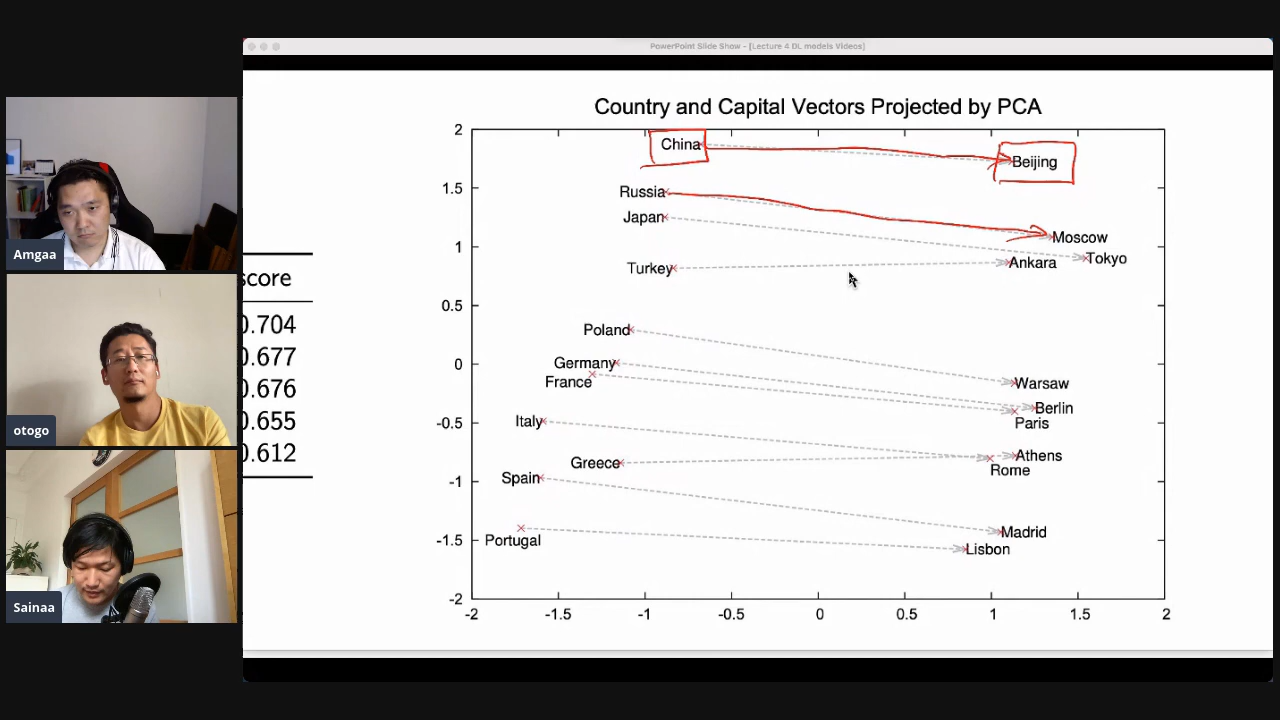 PowerPoint Slide Show - [Lecture 4 DL models Videos]
Country and Capital Vectors Projected by PCA
2
China
Beijing
1.5
Russia
Japan
Moscow
1
Tokyo
Turkey
Ankara
0.5
Poland
0
Germany
France
Warsaw
Berlin
Paris
-0.5
Italy
Athens
Greece
Rome
-1
Spain
Madrid
-1.5
Portugal
Lisbon
-2
-2 -1.5 -1 -0.5 0 0.5 1 1.5 2
score
0.704
0.677
0.676
0.655
0.612
Amgaa
otogo
Sainaa